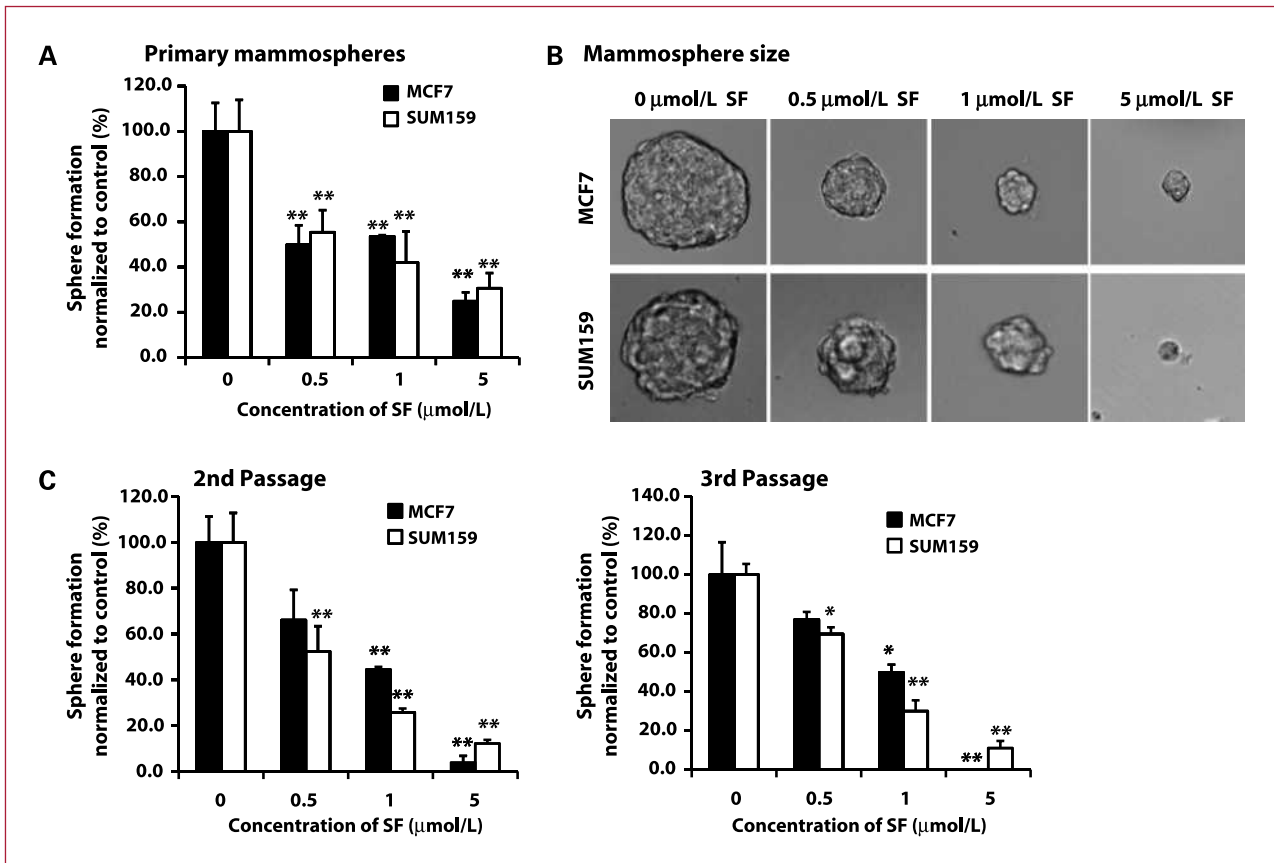 A Primary mammospheres
Sphere formation
normalized to control (%)
120.0
100.0
80.0
60.0
40.0
20.0
0.0
MCF7
SUM159
** ** ** ** ** **
0 0.5 1 5
Concentration of SF (μmol/L)
B Mammosphere size
0 μmol/L SF 0.5 μmol/L SF 1 μmol/L SF 5 μmol/L SF
MCF7
SUM159
C 2nd Passage
Sphere formation
normalized to control (%)
120.0
100.0
80.0
60.0
40.0
20.0
0.0
MCF7
SUM159
** ** ** ** **
0 0.5 1 5
Concentration of SF (μmol/L)
3rd Passage
Sphere formation
normalized to control (%)
140.0
120.0
100.0
80.0
60.0
40.0
20.0
0.0
MCF7
SUM159
* * ** ** **
0 0.5 1 5
Concentration of SF (μmol/L)